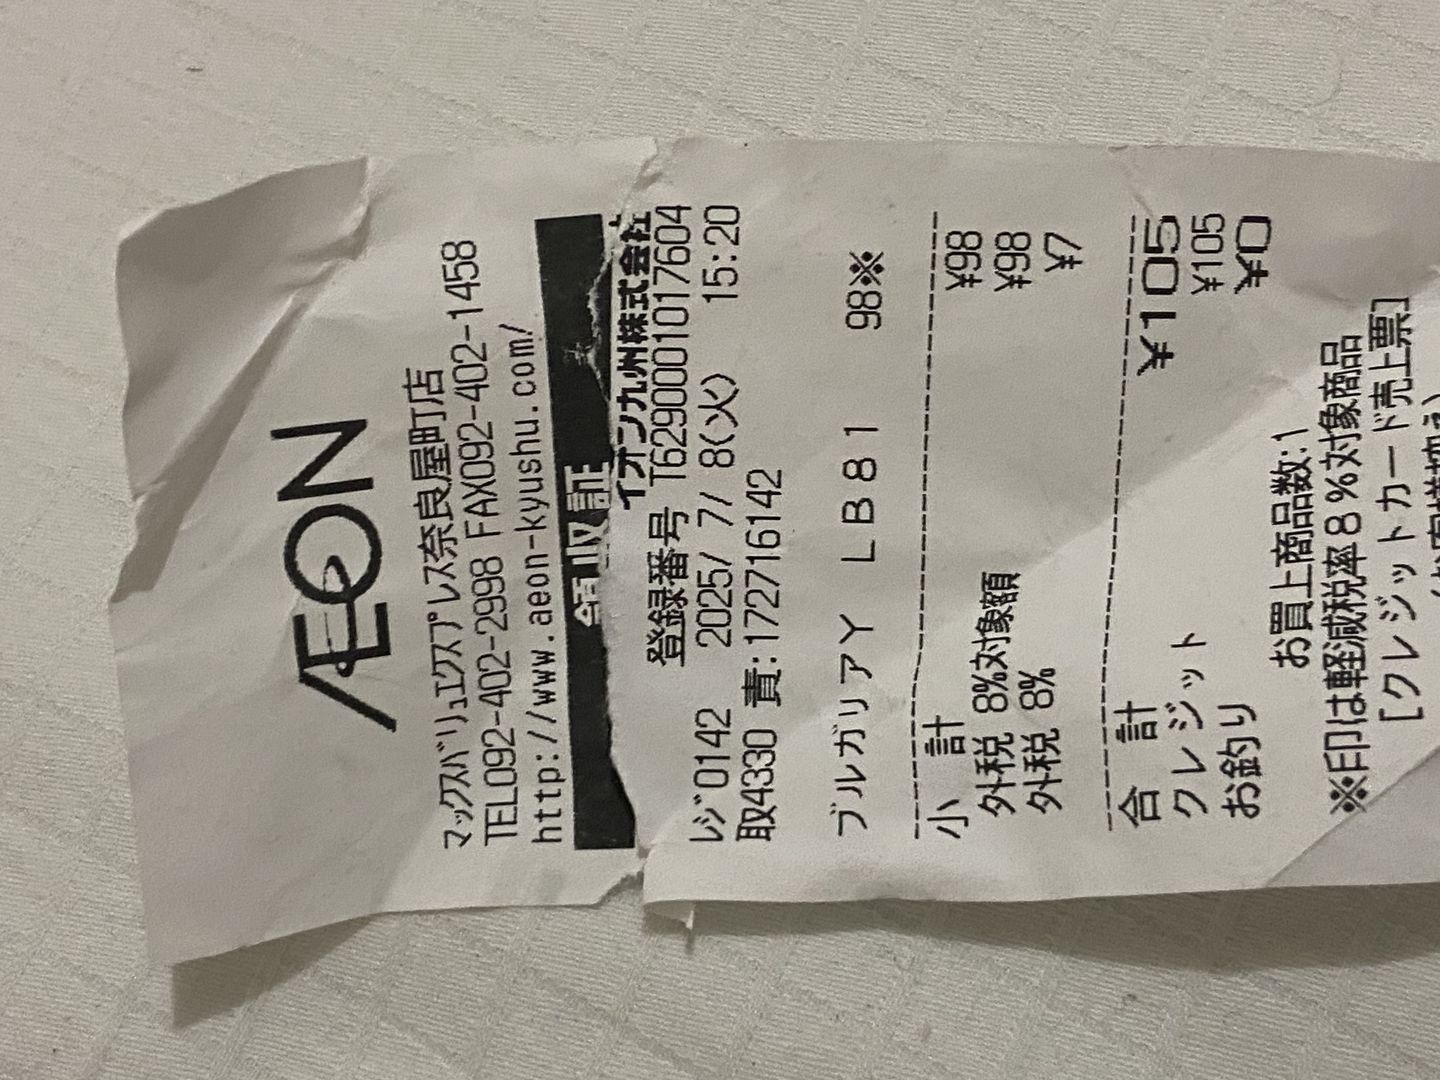 ÆON
マックスバリュエクスプレス奈良屋町店
TEL092-402-2998 FAX092-402-1458
http://www.aeon-kyushu.com/
領収証
イオン九州株式会社
登録番号 T6290001017604
レジ0142 2025/ 7/ 8(火) 15:20
取4330 責:172716142
ブルガリアY LB81 98※
小 計 ¥98
外税 8%対象額 ¥98
外税 8% ¥7
合 計 ¥105
クレジット ¥105
お釣り ¥0
お買上商品数:1
※印は軽減税率8%対象商品
[クレジットカード売上票]